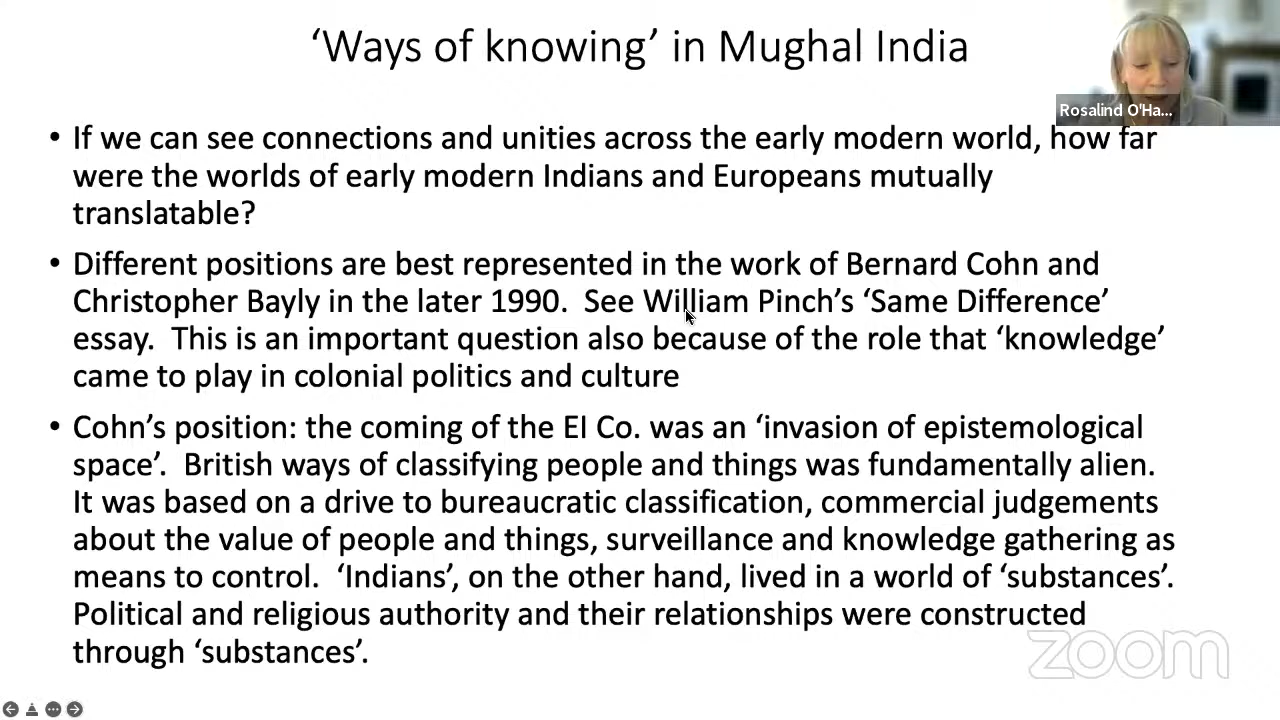 ‘Ways of knowing’ in Mughal India
Rosalind O'Ha...
• If we can see connections and unities across the early modern world, how far
were the worlds of early modern Indians and Europeans mutually
translatable?
• Different positions are best represented in the work of Bernard Cohn and
Christopher Bayly in the later 1990.  See William Pinch’s ‘Same Difference’
essay.  This is an important question also because of the role that ‘knowledge’
came to play in colonial politics and culture
• Cohn’s position: the coming of the EI Co. was an ‘invasion of epistemological
space’.  British ways of classifying people and things was fundamentally alien.
It was based on a drive to bureaucratic classification, commercial judgements
about the value of people and things, surveillance and knowledge gathering as
means to control.  ‘Indians’, on the other hand, lived in a world of ‘substances’.
Political and religious authority and their relationships were constructed
through ‘substances’.
zoom